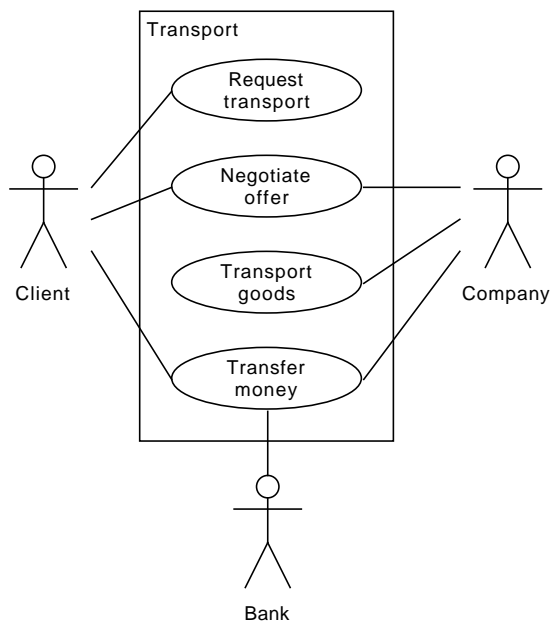 Transport
Request
transport
Negotiate
offer
Transport
goods
Transfer
money
Client
Company
Bank